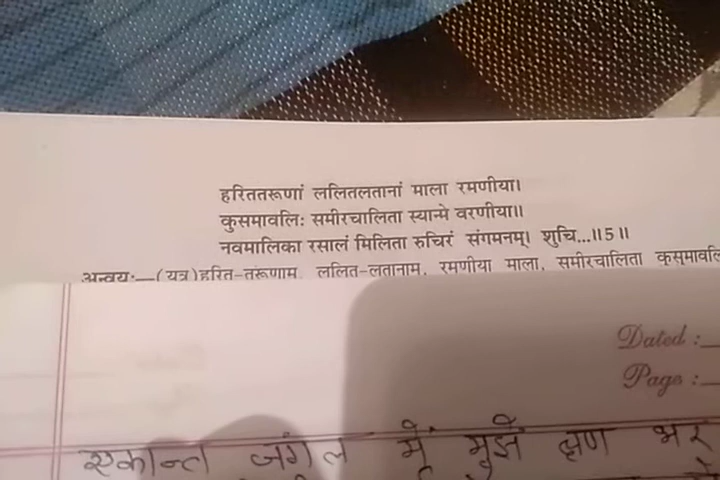 हरिततरूणां ललितलतानां माला रमणीया।
कुसमावलिः समीरचालिता स्यान्मे वरणीया॥
नवमालिका रसालं मिलिता रुचिरं संगमनम्। शुचि...॥5॥
अन्वयः—(यत्र)हरित-तरूणाम्, ललित-लतानाम्, रमणीया माला, समीरचालिता कुसुमावलि
Dated :
Page :
एकान्त जंगल में मुझे क्षण भर